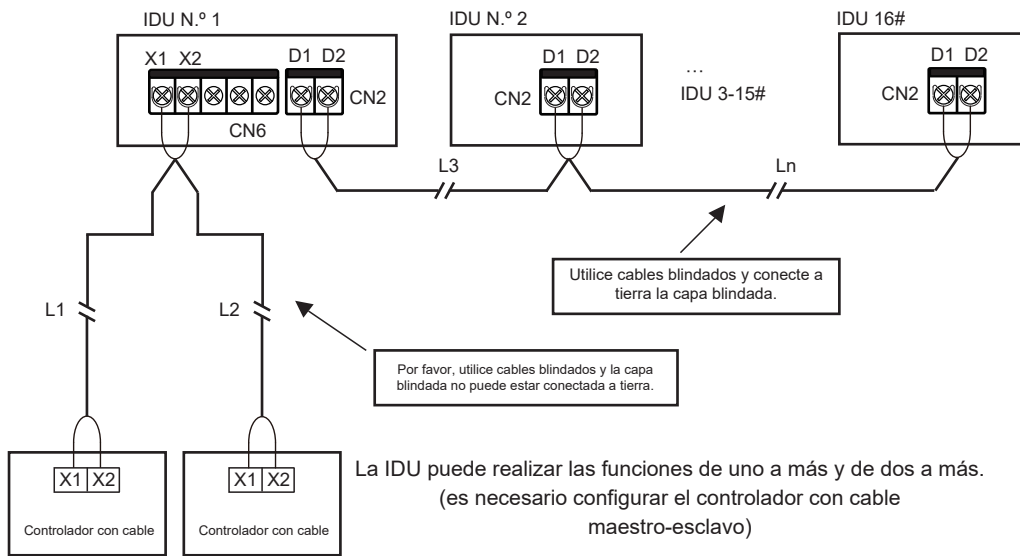 IDU N.º 1
IDU N.º 2
IDU 16#
X1 X2
D1 D2
CN2
CN6
D1 D2
CN2
...
IDU 3-15#
D1 D2
CN2
L3
Ln
Utilice cables blindados y conecte a
tierra la capa blindada.
L1
L2
Por favor, utilice cables blindados y la capa
blindada no puede estar conectada a tierra.
X1 X2
Controlador con cable
X1 X2
Controlador con cable
La IDU puede realizar las funciones de uno a más y de dos a más.
(es necesario configurar el controlador con cable
maestro-esclavo)